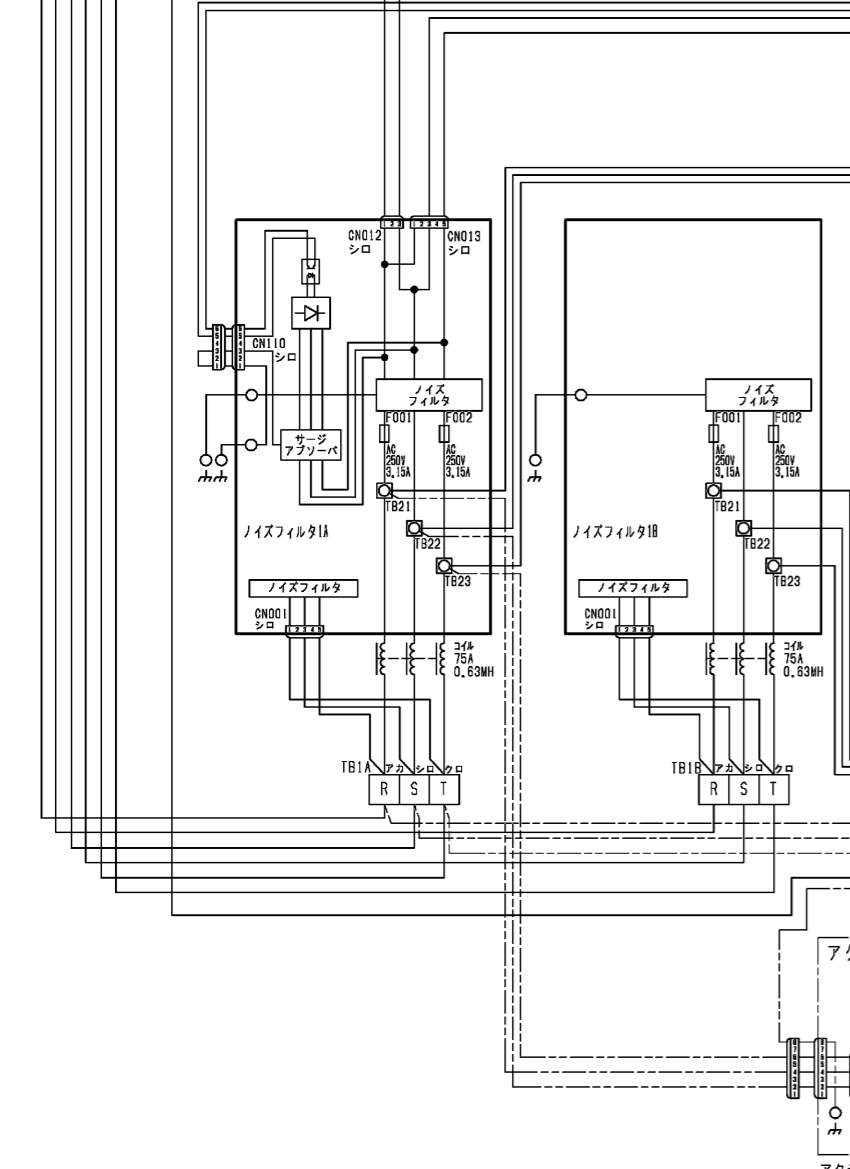 CN012
シロ
CN013
シロ
CN110
シロ
ノイズ
フィルタ
ノイズ
フィルタ
F001
F002
F001
F002
サージ
アブソーバ
AC
250V
3.15A
AC
250V
3.15A
AC
250V
3.15A
AC
250V
3.15A
TB21
TB21
ノイズフィルタ1A
TB22
ノイズフィルタ1B
TB22
TB23
TB23
ノイズフィルタ
ノイズフィルタ
CN001
シロ
CN001
シロ
コイル
75A
0.63MH
コイル
75A
0.63MH
TB1A アカ シロ クロ
R S T
TB1B アカ シロ クロ
R S T